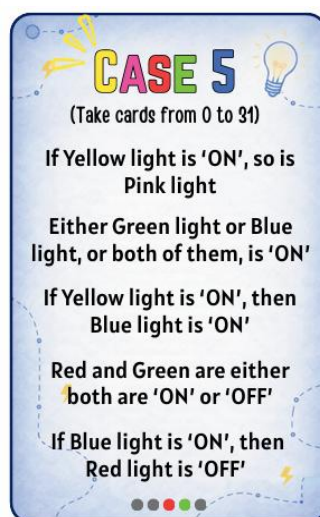 CASE 5
(Take cards from 0 to 31)
If Yellow light is ‘ON’, so is
Pink light
Either Green light or Blue
light, or both of them, is ‘ON’
If Yellow light is ‘ON’, then
Blue light is ‘ON’
Red and Green are either
both are ‘ON’ or ‘OFF’
If Blue light is ‘ON’, then
Red light is ‘OFF’